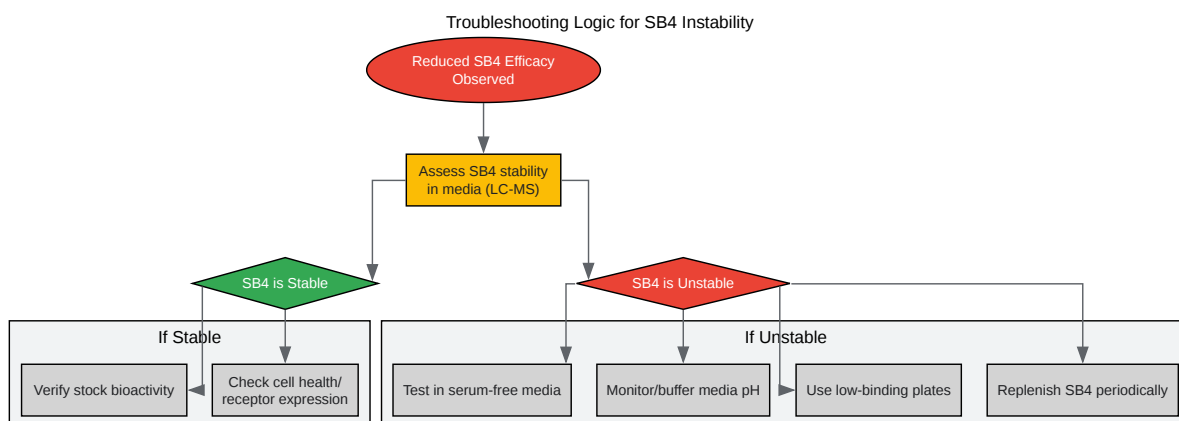 Troubleshooting Logic for SB4 Instability
Reduced SB4 Efficacy
Observed
Assess SB4 stability
in media (LC-MS)
SB4 is Stable
SB4 is Unstable
If Stable
If Unstable
Verify stock bioactivity
Check cell health/
receptor expression
Test in serum-free media
Monitor/buffer media pH
Use low-binding plates
Replenish SB4 periodically